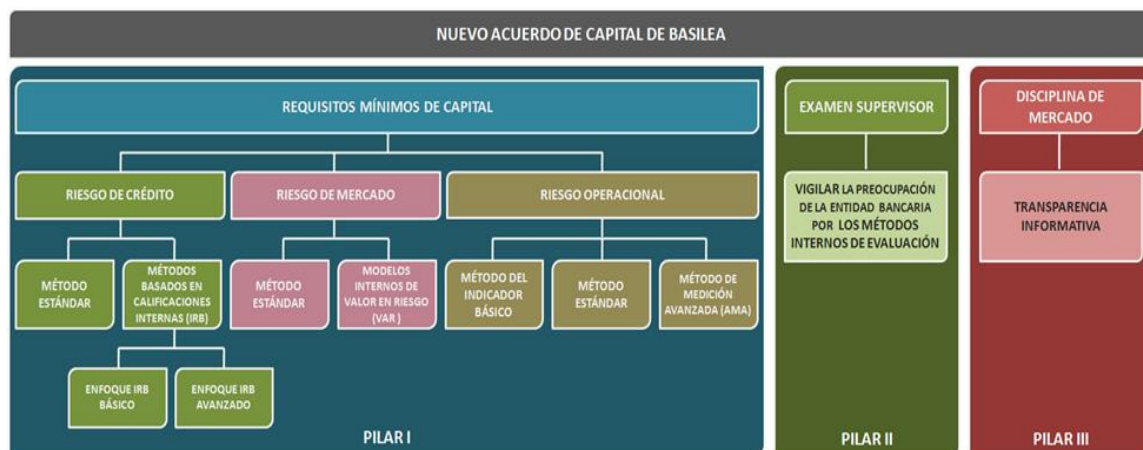 NUEVO ACUERDO DE CAPITAL DE BASILEA
REQUISITOS MÍNIMOS DE CAPITAL
RIESGO DE CRÉDITO
RIESGO DE MERCADO
RIESGO OPERACIONAL
MÉTODO
ESTÁNDAR
MÉTODOS
BASADOS EN
CALIFICACIONES
INTERNAS (IRB)
MÉTODO
ESTÁNDAR
MODELOS
INTERNOS DE
VALOR EN RIESGO
(VAR )
MÉTODO DEL
INDICADOR
BÁSICO
MÉTODO
ESTÁNDAR
MÉTODO DE
MEDICIÓN
AVANZADA (AMA)
ENFOQUE IRB
BÁSICO
ENFOQUE IRB
AVANZADO
PILAR I
EXAMEN SUPERVISOR
VIGILAR LA PREOCUPACIÓN
DE LA ENTIDAD BANCARIA
POR LOS MÉTODOS
INTERNOS DE EVALUACIÓN
PILAR II
DISCIPLINA DE
MERCADO
TRANSPARENCIA
INFORMATIVA
PILAR III